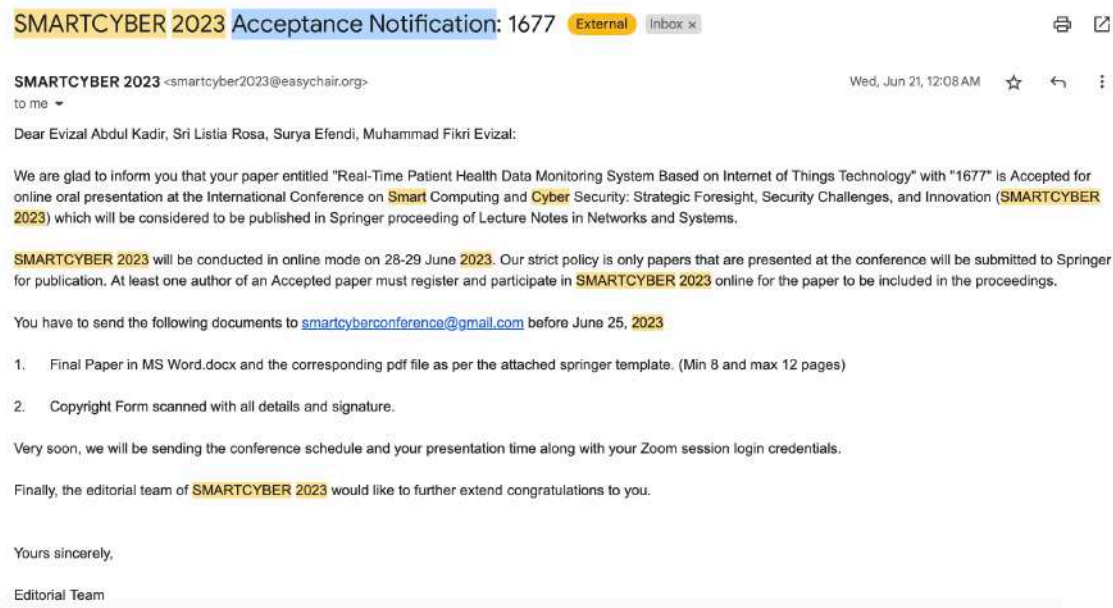 SMARTCYBER 2023 Acceptance Notification: 1677 External Inbox ×
SMARTCYBER 2023 <smartcyber2023@easychair.org> Wed, Jun 21, 12:08 AM
to me
Dear Evizal Abdul Kadir, Sri Listia Rosa, Surya Efendi, Muhammad Fikri Evizal:
We are glad to inform you that your paper entitled "Real-Time Patient Health Data Monitoring System Based on Internet of Things Technology" with "1677" is Accepted for
online oral presentation at the International Conference on Smart Computing and Cyber Security: Strategic Foresight, Security Challenges, and Innovation (SMARTCYBER
2023) which will be considered to be published in Springer proceeding of Lecture Notes in Networks and Systems.
SMARTCYBER 2023 will be conducted in online mode on 28-29 June 2023. Our strict policy is only papers that are presented at the conference will be submitted to Springer
for publication. At least one author of an Accepted paper must register and participate in SMARTCYBER 2023 online for the paper to be included in the proceedings.
You have to send the following documents to smartcyberconference@gmail.com before June 25, 2023
1. Final Paper in MS Word.docx and the corresponding pdf file as per the attached springer template. (Min 8 and max 12 pages)
2. Copyright Form scanned with all details and signature.
Very soon, we will be sending the conference schedule and your presentation time along with your Zoom session login credentials.
Finally, the editorial team of SMARTCYBER 2023 would like to further extend congratulations to you.
Yours sincerely,
Editorial Team